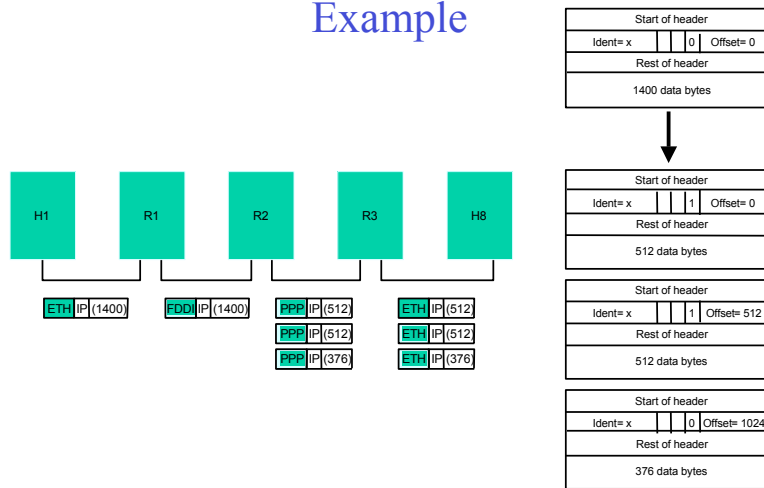 Example
H1 R1 R2 R3 H8
ETH IP (1400) FDDI IP (1400) PPP IP (512) ETH IP (512)
PPP IP (512) ETH IP (512)
PPP IP (376) ETH IP (376)
Start of header
Ident= x 0 Offset= 0
Rest of header
1400 data bytes
Start of header
Ident= x 1 Offset= 0
Rest of header
512 data bytes
Start of header
Ident= x 1 Offset= 512
Rest of header
512 data bytes
Start of header
Ident= x 0 Offset= 1024
Rest of header
376 data bytes